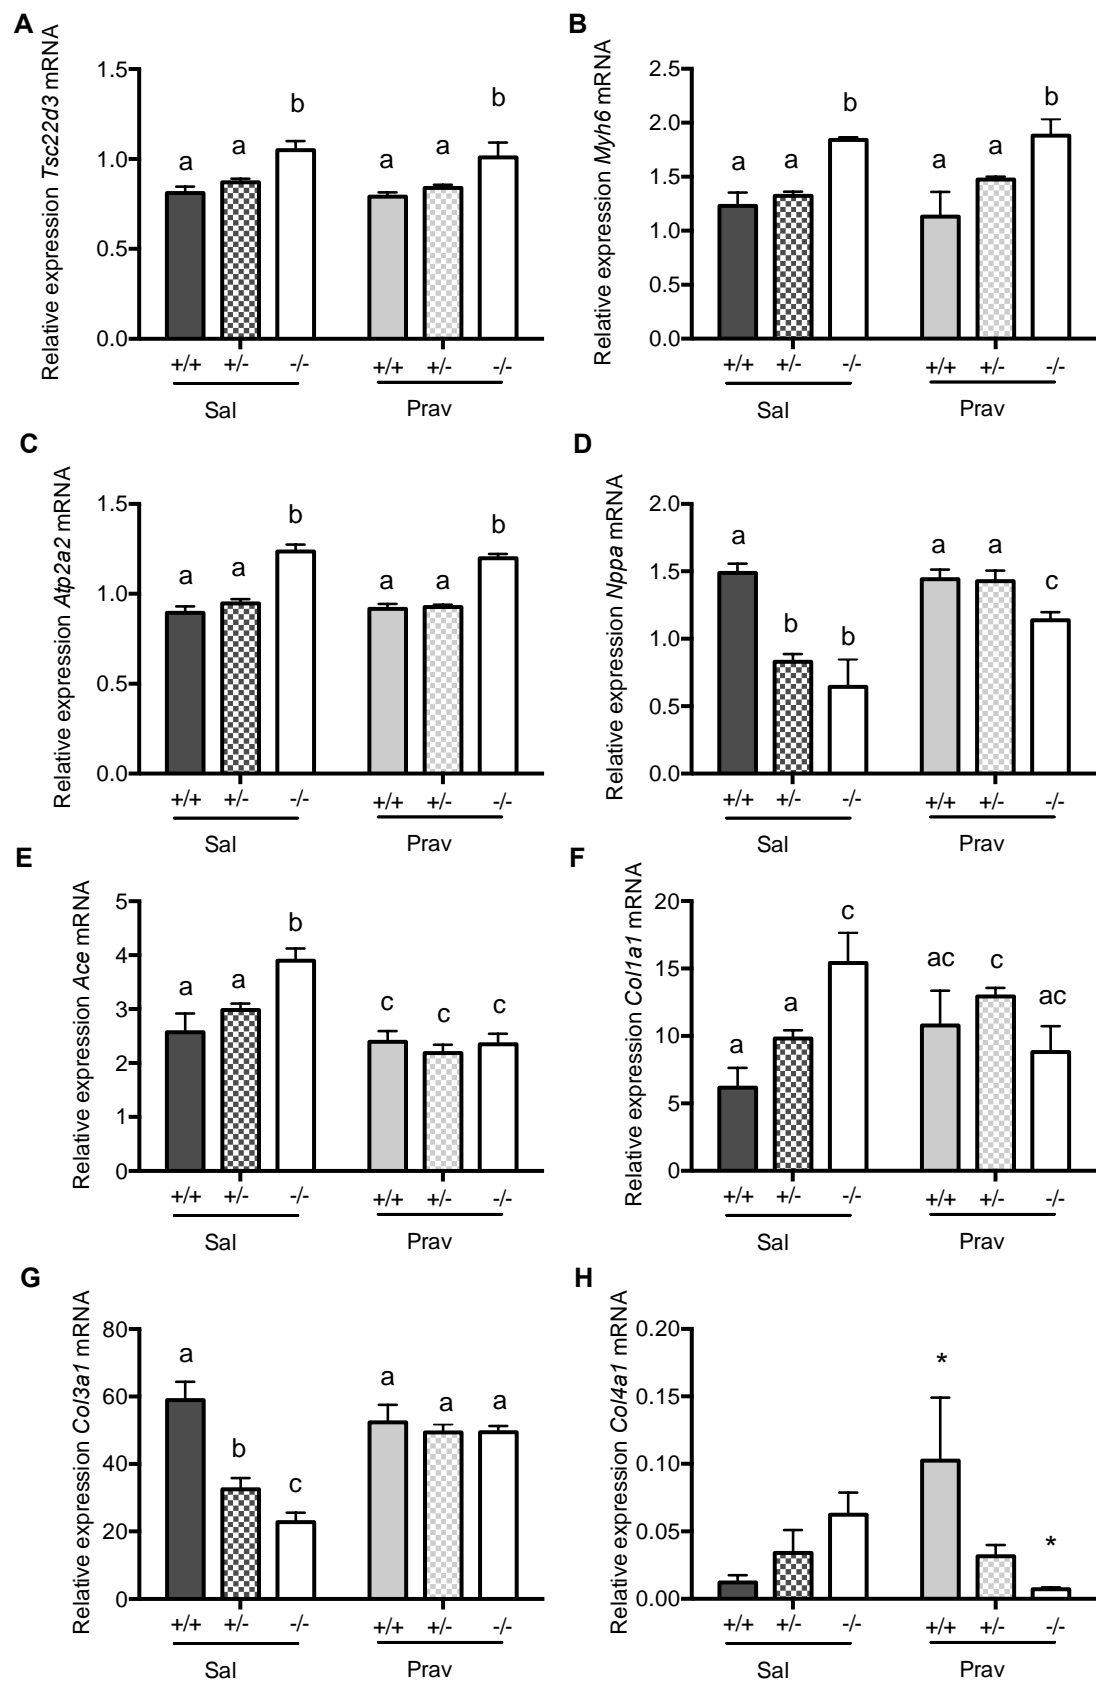 A
Relative expression Tsc22d3 mRNA
1.5
1.0
0.5
0.0
a a b a a b
+/+ +/- -/- +/+ +/- -/-
Sal Prav
B
Relative expression Myh6 mRNA
2.5
2.0
1.5
1.0
0.5
0.0
a a b a a b
+/+ +/- -/- +/+ +/- -/-
Sal Prav
C
Relative expression Atp2a2 mRNA
1.5
1.0
0.5
0.0
a a b a a b
+/+ +/- -/- +/+ +/- -/-
Sal Prav
D
Relative expression Nppa mRNA
2.0
1.5
1.0
0.5
0.0
a b b a a c
+/+ +/- -/- +/+ +/- -/-
Sal Prav
E
Relative expression Ace mRNA
5
4
3
2
1
0
a a b c c c
+/+ +/- -/- +/+ +/- -/-
Sal Prav
F
Relative expression Col1a1 mRNA
20
15
10
5
0
a a c ac c ac
+/+ +/- -/- +/+ +/- -/-
Sal Prav
G
Relative expression Col3a1 mRNA
80
60
40
20
0
a b c a a a
+/+ +/- -/- +/+ +/- -/-
Sal Prav
H
Relative expression Col4a1 mRNA
0.20
0.15
0.10
0.05
0.00
* *
+/+ +/- -/- +/+ +/- -/-
Sal Prav